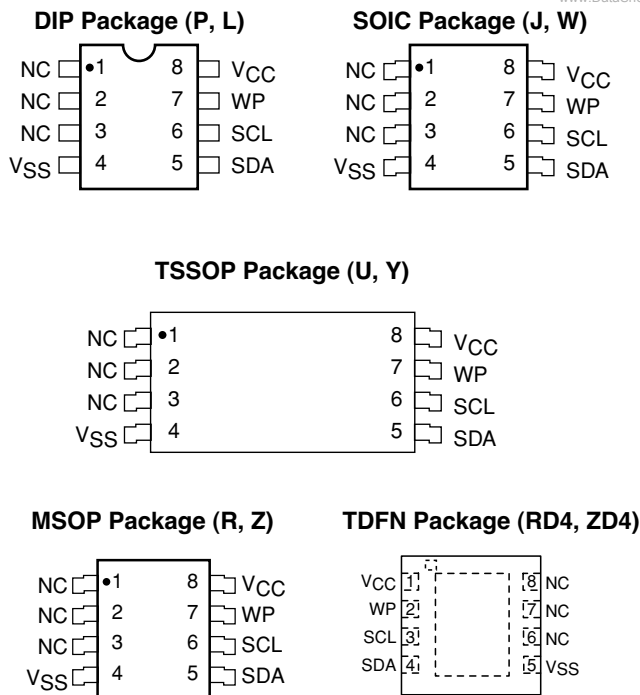 DIP Package (P, L)
NC 1 8 VCC
NC 2 7 WP
NC 3 6 SCL
VSS 4 5 SDA
SOIC Package (J, W)
NC 1 8 VCC
NC 2 7 WP
NC 3 6 SCL
VSS 4 5 SDA
TSSOP Package (U, Y)
NC 1 8 VCC
NC 2 7 WP
NC 3 6 SCL
VSS 4 5 SDA
MSOP Package (R, Z)
NC 1 8 VCC
NC 2 7 WP
NC 3 6 SCL
VSS 4 5 SDA
TDFN Package (RD4, ZD4)
VCC 1 8 NC
WP 2 7 NC
SCL 3 6 NC
SDA 4 5 VSS